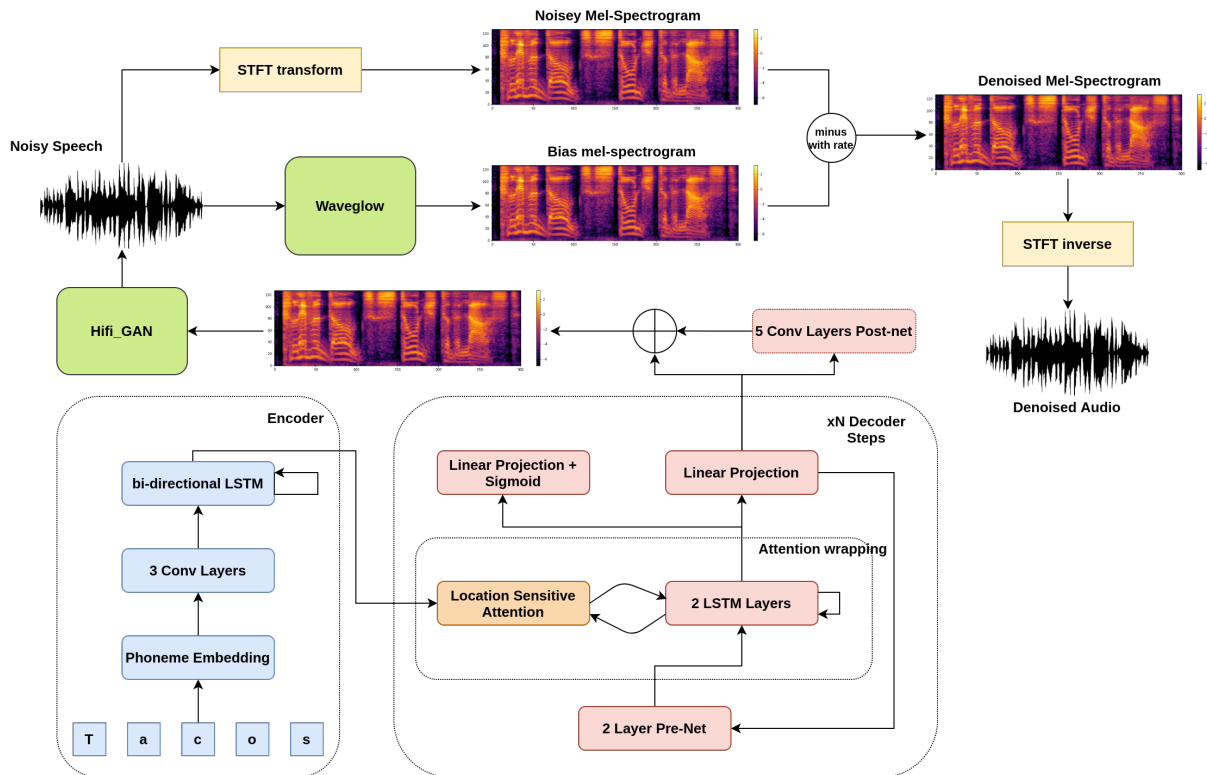 Noisey Mel-Spectrogram
STFT transform
Denoised Mel-Spectrogram
minus
with rate
Noisy Speech
Bias mel-spectrogram
Waveglow
STFT inverse
Hifi_GAN
5 Conv Layers Post-net
Denoised Audio
Encoder
xN Decoder
Steps
bi-directional LSTM
Linear Projection +
Sigmoid
Linear Projection
Attention wrapping
3 Conv Layers
Location Sensitive
Attention
2 LSTM Layers
Phoneme Embedding
2 Layer Pre-Net
T a c o s